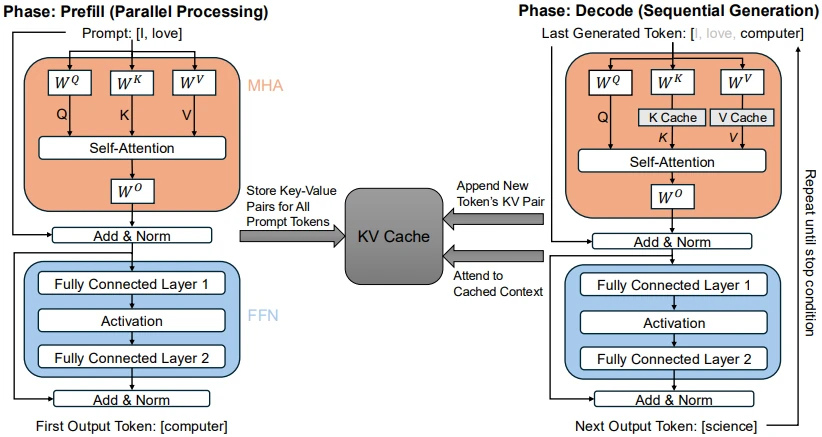 Phase: Prefill (Parallel Processing)
Prompt: [I, love]
W^Q
W^K
W^V
MHA
Q
K
V
Self-Attention
W^O
Add & Norm
Fully Connected Layer 1
FFN
Activation
Fully Connected Layer 2
Add & Norm
First Output Token: [computer]
Store Key-Value
Pairs for All
Prompt Tokens
KV Cache
Append New
Token's KV Pair
Attend to
Cached Context
Phase: Decode (Sequential Generation)
Last Generated Token: [I, love, computer]
W^Q
W^K
W^V
Q
K Cache
V Cache
K
V
Self-Attention
W^O
Add & Norm
Fully Connected Layer 1
Activation
Fully Connected Layer 2
Add & Norm
Next Output Token: [science]
Repeat until stop condition